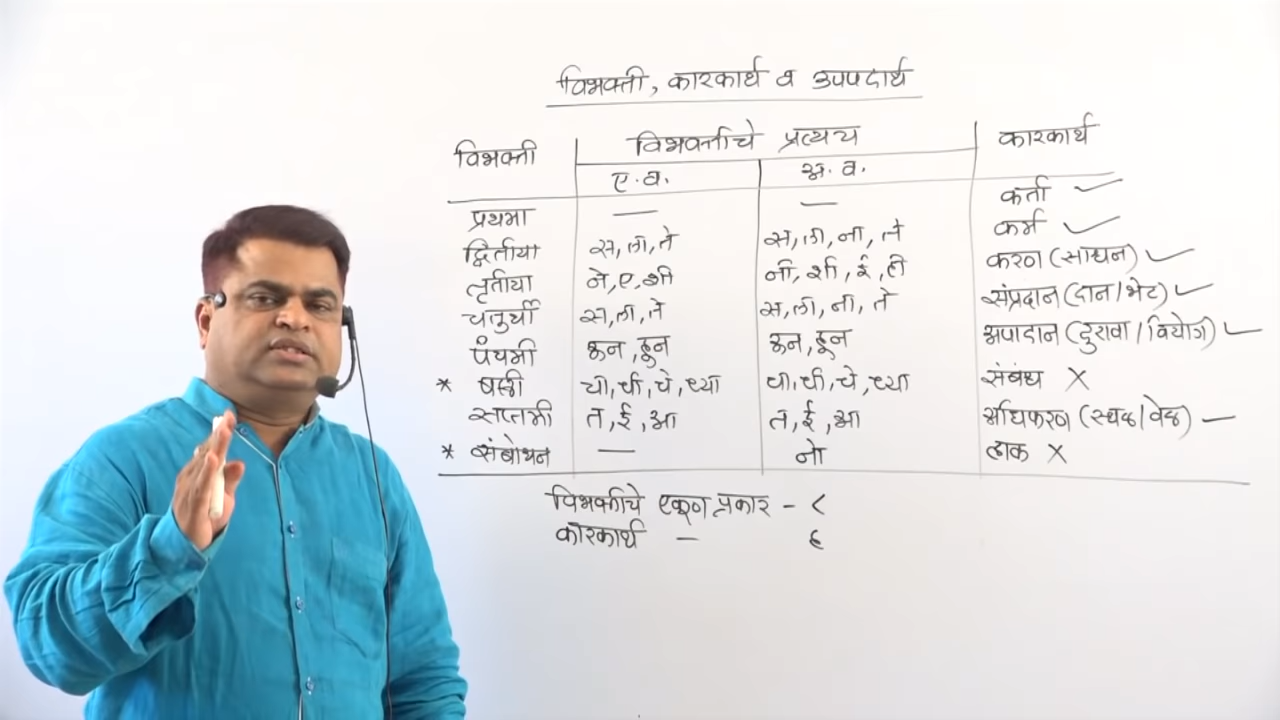 विभक्ती, कारकार्थ व उपपदार्थ
विभक्ती विभक्तीचे प्रत्यय कारकार्थ
ए.व. अ.व.
प्रथमा — — कर्ता ✓
द्वितीया स, ला, ते स, ला, ना, ते कर्म ✓
तृतीया ने, ए, शी नी, शी, ई, ही करण (साधन) ✓
चतुर्थी स, ला, ते स, ला, ना, ते संप्रदान (दान/भेट) ✓
पंचमी ऊन, हून ऊन, हून अपादान (दुरावा/वियोग) ✓
* षष्ठी चा, ची, चे, च्या चा, ची, चे, च्या संबंध X
सप्तमी त, ई, आ त, ई, आ अधिकरण (स्थळ/वेळ) —
* संबोधन — नो हाक X
विभक्तीचे एकूण प्रकार - ८
कारकार्थ — ६